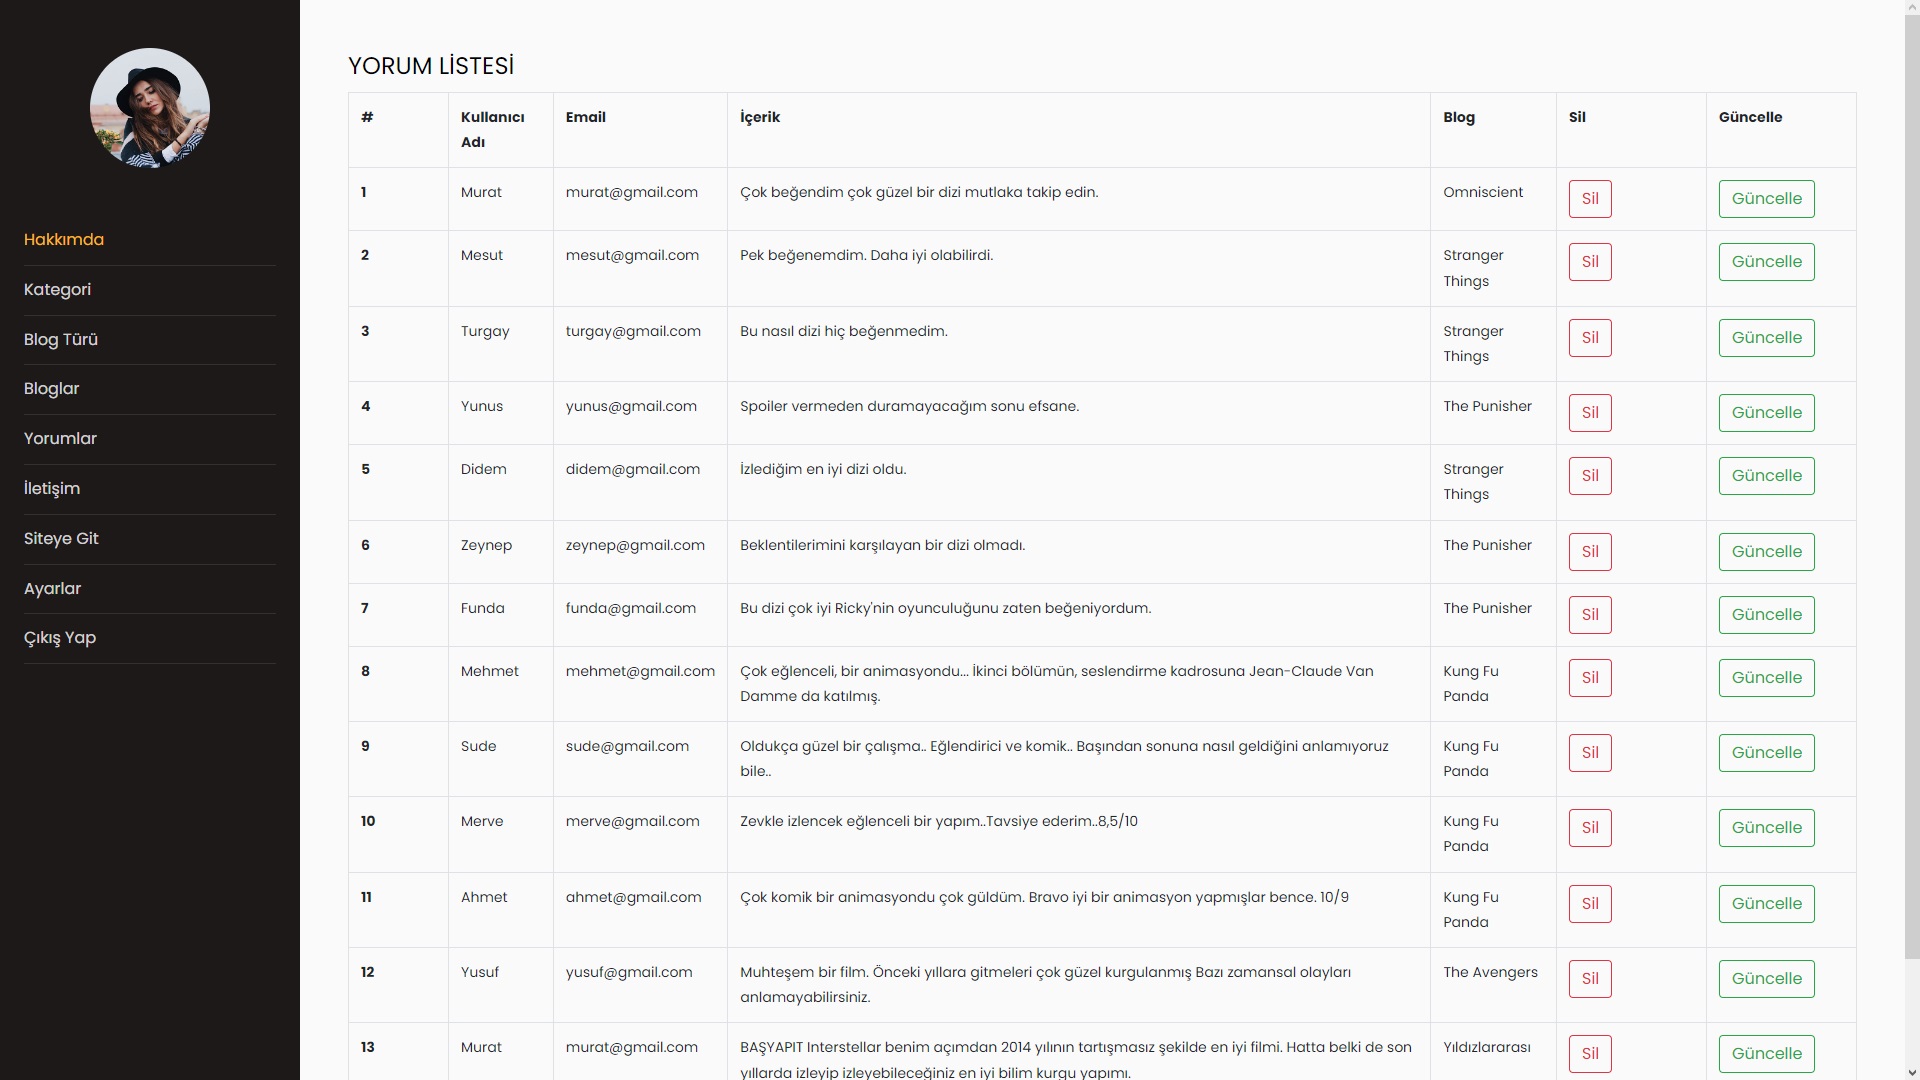 Hakkımda
Kategori
Blog Türü
Bloglar
Yorumlar
İletişim
Siteye Git
Ayarlar
Çıkış Yap
YORUM LİSTESİ
# Kullanıcı Email İçerik Blog Sil Güncelle
Adı
1 Murat murat@gmail.com Çok beğendim çok güzel bir dizi mutlaka takip edin. Omniscient Sil Güncelle
2 Mesut mesut@gmail.com Pek beğenemdim. Daha iyi olabilirdi. Stranger Sil Güncelle
Things
3 Turgay turgay@gmail.com Bu nasıl dizi hiç beğenmedim. Stranger Sil Güncelle
Things
4 Yunus yunus@gmail.com Spoiler vermeden duramayacağım sonu efsane. The Punisher Sil Güncelle
5 Didem didem@gmail.com İzlediğim en iyi dizi oldu. Stranger Sil Güncelle
Things
6 Zeynep zeynep@gmail.com Beklentilerimini karşılayan bir dizi olmadı. The Punisher Sil Güncelle
7 Funda funda@gmail.com Bu dizi çok iyi Ricky'nin oyunculuğunu zaten beğeniyordum. The Punisher Sil Güncelle
8 Mehmet mehmet@gmail.com Çok eğlenceli, bir animasyondu... İkinci bölümün, seslendirme kadrosuna Jean-Claude Van Kung Fu Sil Güncelle
Damme da katılmış. Panda
9 Sude sude@gmail.com Oldukça güzel bir çalışma.. Eğlendirici ve komik.. Başından sonuna nasıl geldiğini anlamıyoruz Kung Fu Sil Güncelle
bile.. Panda
10 Merve merve@gmail.com Zevkle izlencek eğlenceli bir yapım..Tavsiye ederim..8,5/10 Kung Fu Sil Güncelle
Panda
11 Ahmet ahmet@gmail.com Çok komik bir animasyondu çok güldüm. Bravo iyi bir animasyon yapmışlar bence. 10/9 Kung Fu Sil Güncelle
Panda
12 Yusuf yusuf@gmail.com Muhteşem bir film. Önceki yıllara gitmeleri çok güzel kurgulanmış Bazı zamansal olayları The Avengers Sil Güncelle
anlamayabilirsiniz.
13 Murat murat@gmail.com BAŞYAPIT Interstellar benim açımdan 2014 yılının tartışmasız şekilde en iyi filmi. Hatta belki de son Yıldızlararası Sil Güncelle
yıllarda izleyip izleyebileceğiniz en iyi bilim kurgu yapımı.